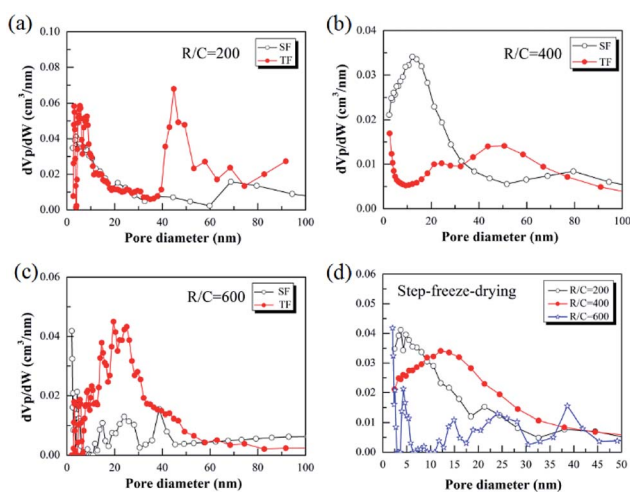 (a)
R/C=200
SF
TF
dVp/dW (cm³/nm)
0.10
0.08
0.06
0.04
0.02
0.00
0 20 40 60 80 100
Pore diameter (nm)
(b)
R/C=400
SF
TF
dVp/dW (cm³/nm)
0.04
0.03
0.02
0.01
0.00
0 20 40 60 80 100
Pore diameter (nm)
(c)
R/C=600
SF
TF
dVp/dW (cm³/nm)
0.06
0.04
0.02
0.00
0 20 40 60 80 100
Pore diameter (nm)
(d)
Step-freeze-drying
R/C=200
R/C=400
R/C=600
dVp/dW (cm³/nm)
0.06
0.05
0.04
0.03
0.02
0.01
0.00
0 5 10 15 20 25 30 35 40 45 50
Pore diameter (nm)